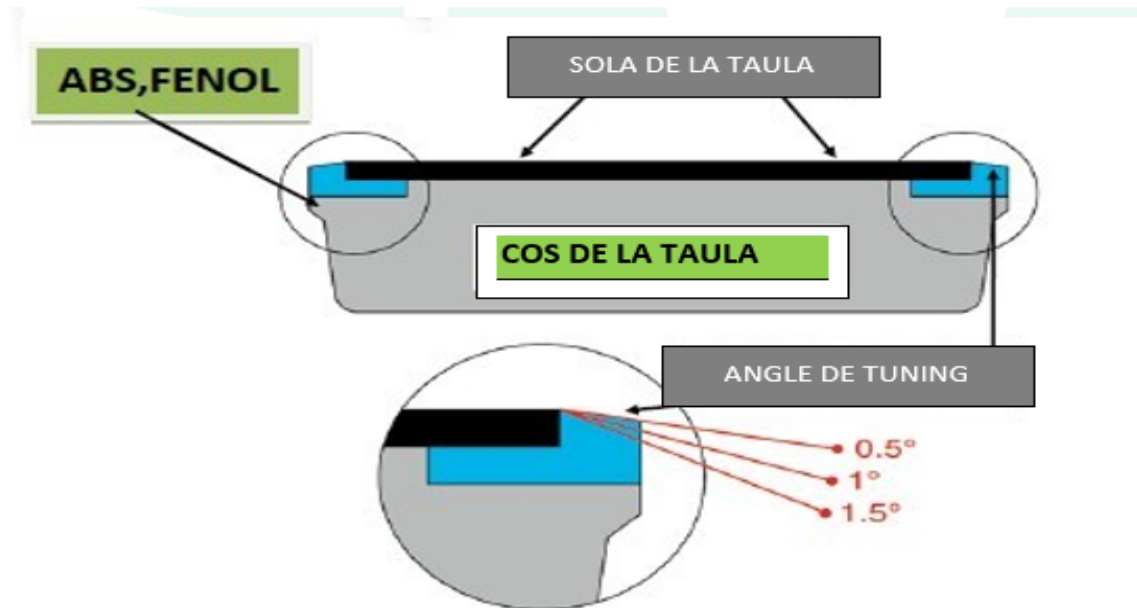 ABS,FENOL
SOLA DE LA TAULA
COS DE LA TAULA
ANGLE DE TUNING
0.5°
1°
1.5°